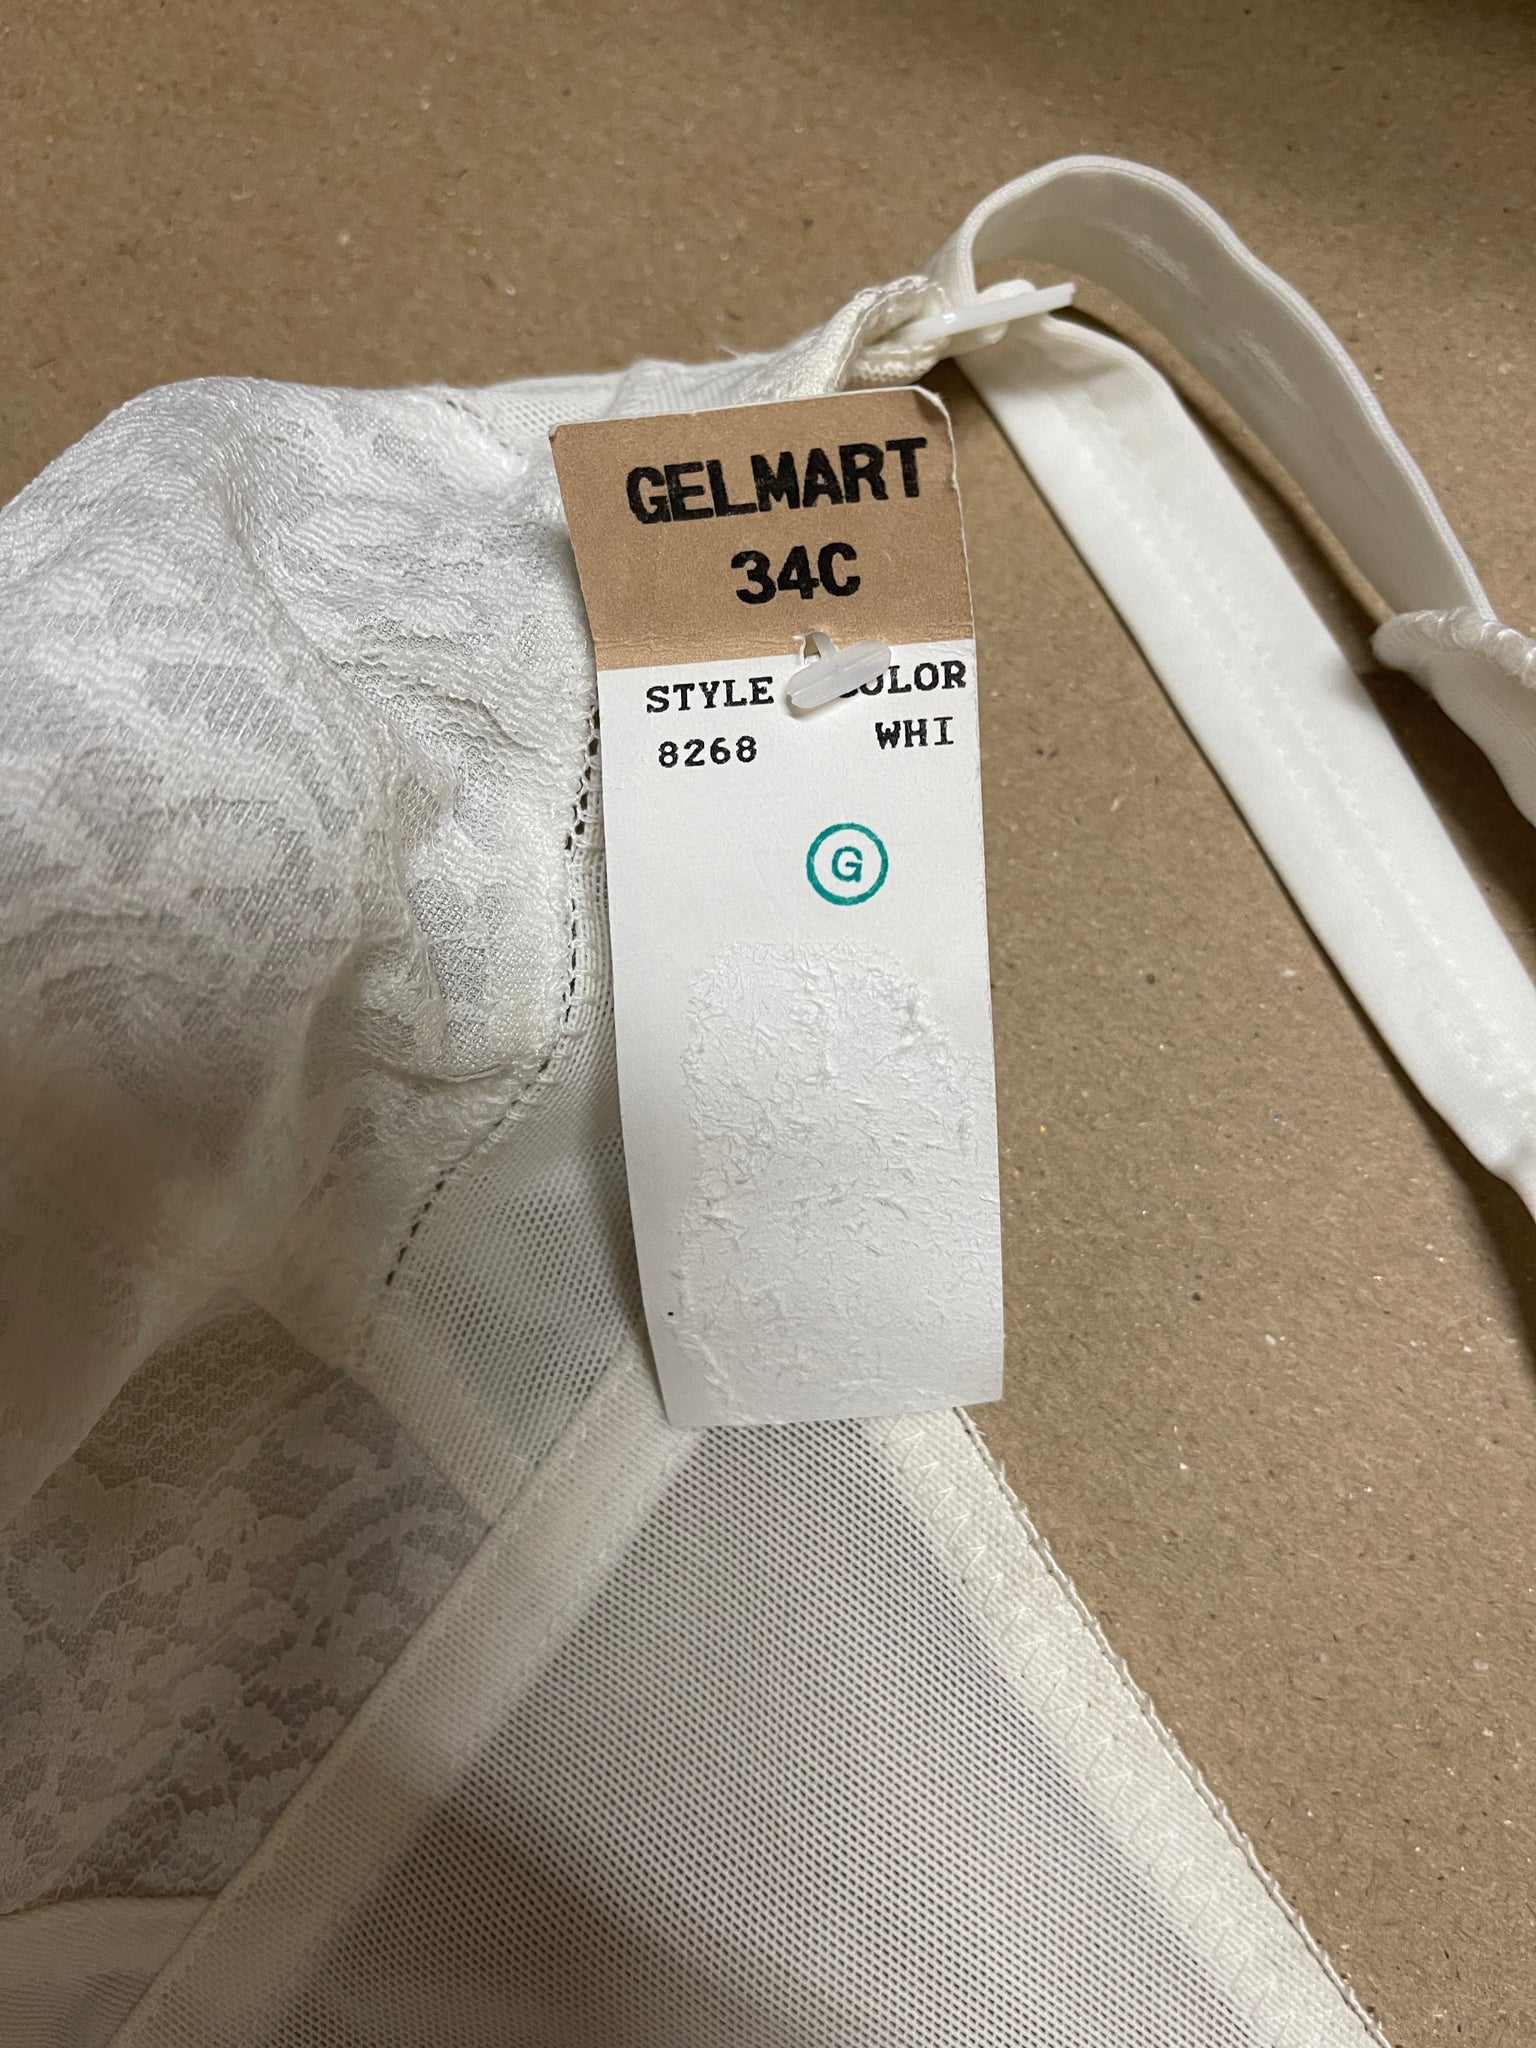 GELMART
34C
STYLE COLOR
8268 WHI
G